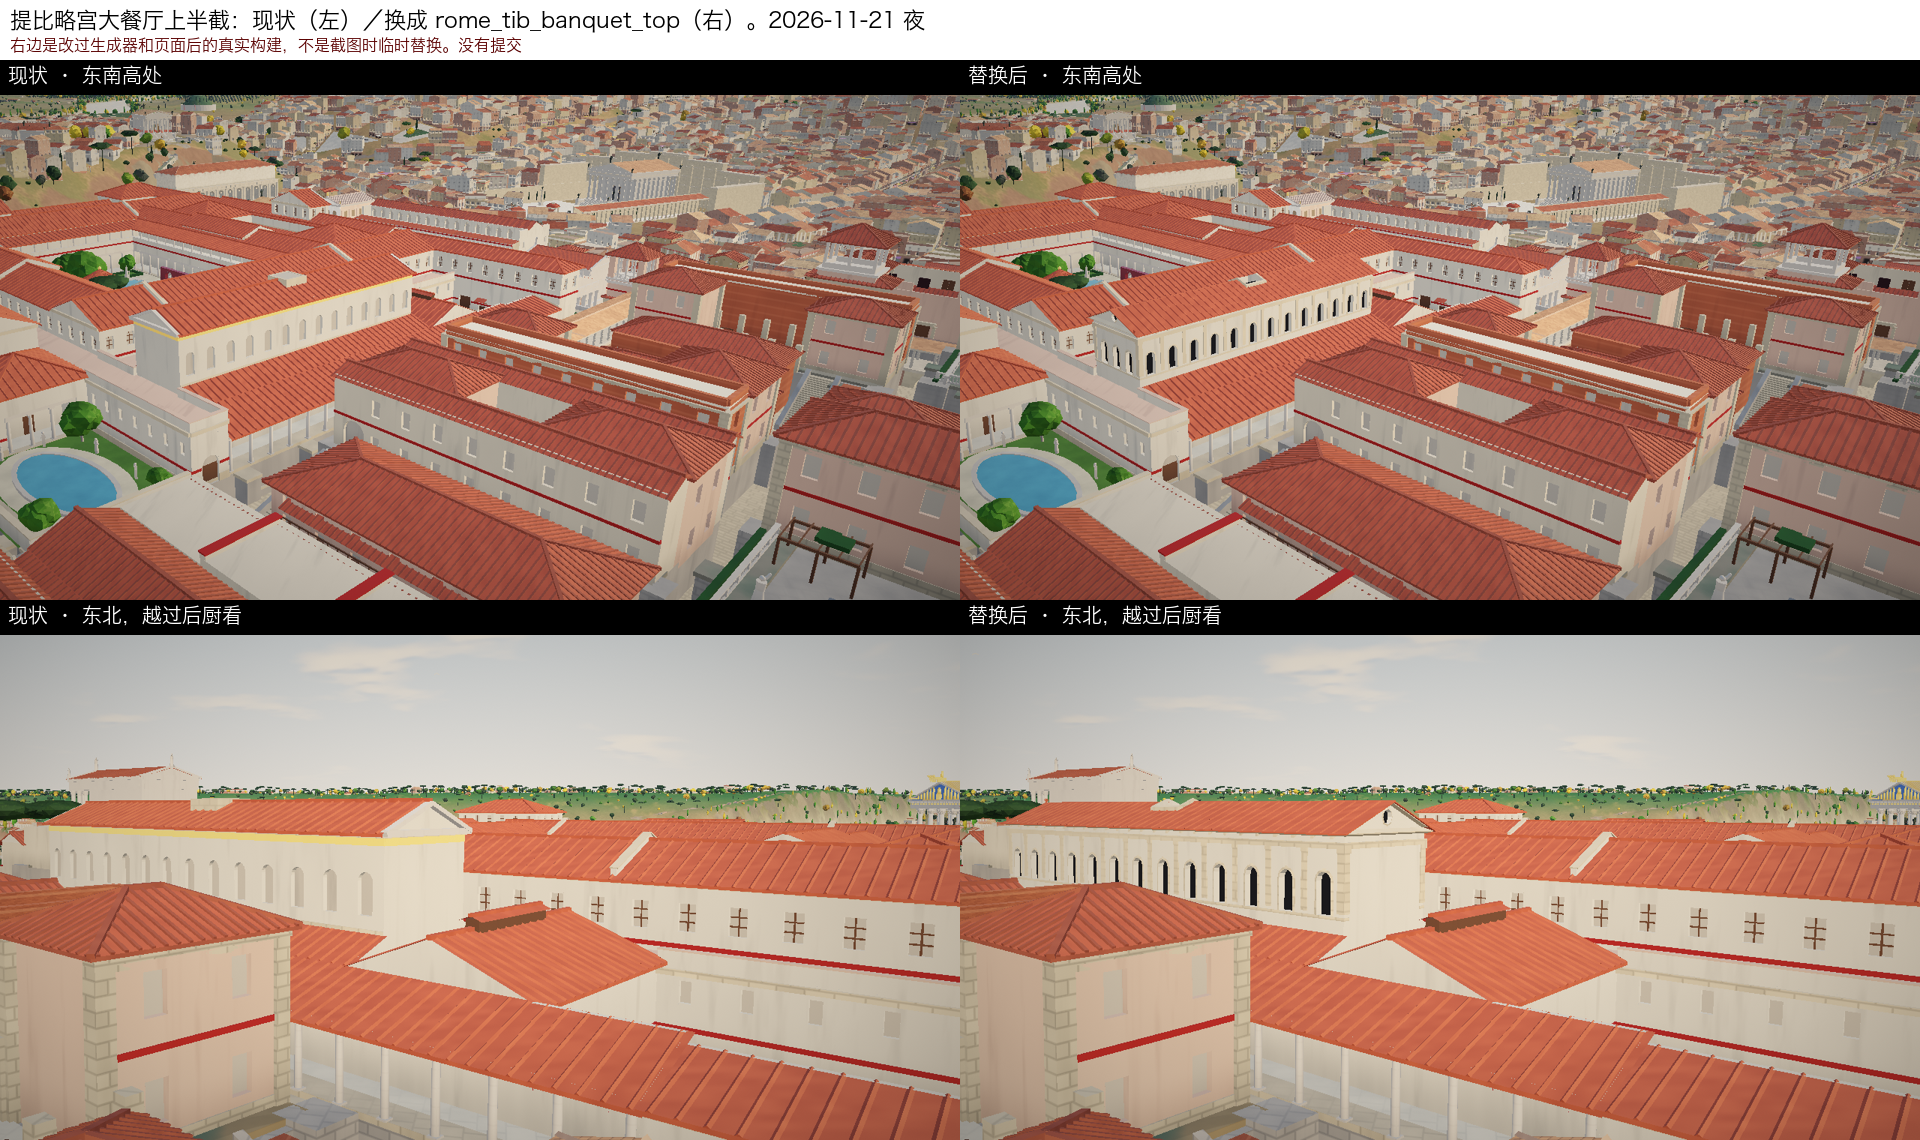 提比略宫大餐厅上半截：现状（左）／换成 rome_tib_banquet_top（右）。2026-11-21 夜
右边是改过生成器和页面后的真实构建，不是截图时临时替换。没有提交
现状 · 东南高处
替换后 · 东南高处
现状 · 东北，越过后厨看
替换后 · 东北，越过后厨看